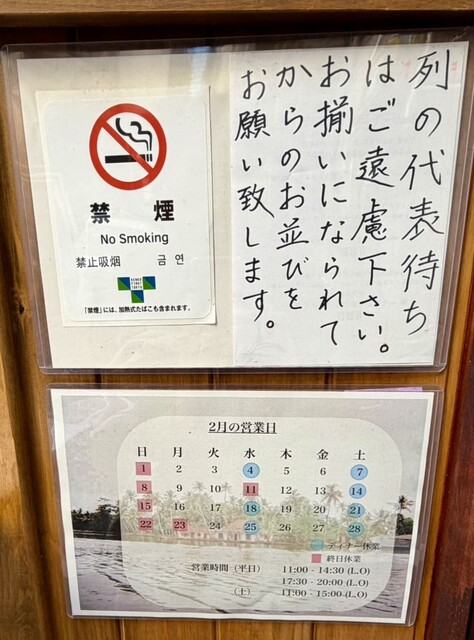 禁　煙
No Smoking
禁止吸烟　금 연
「禁煙」には、加熱式たばこも含まれます。
列の代表待ち
はご遠慮下さい。
お揃いになられて
からのお並びを
お願い致します。
2月の営業日
日 月 火 水 木 金 土
1 2 3 4 5 6 7
8 9 10 11 12 13 14
15 16 17 18 19 20 21
22 23 24 25 26 27 28
ディナー休業
終日休業
営業時間（平日） 11:00 - 14:30 (L.O)
17:30 - 20:00 (L.O)
（土） 11:00 - 15:00 (L.O)